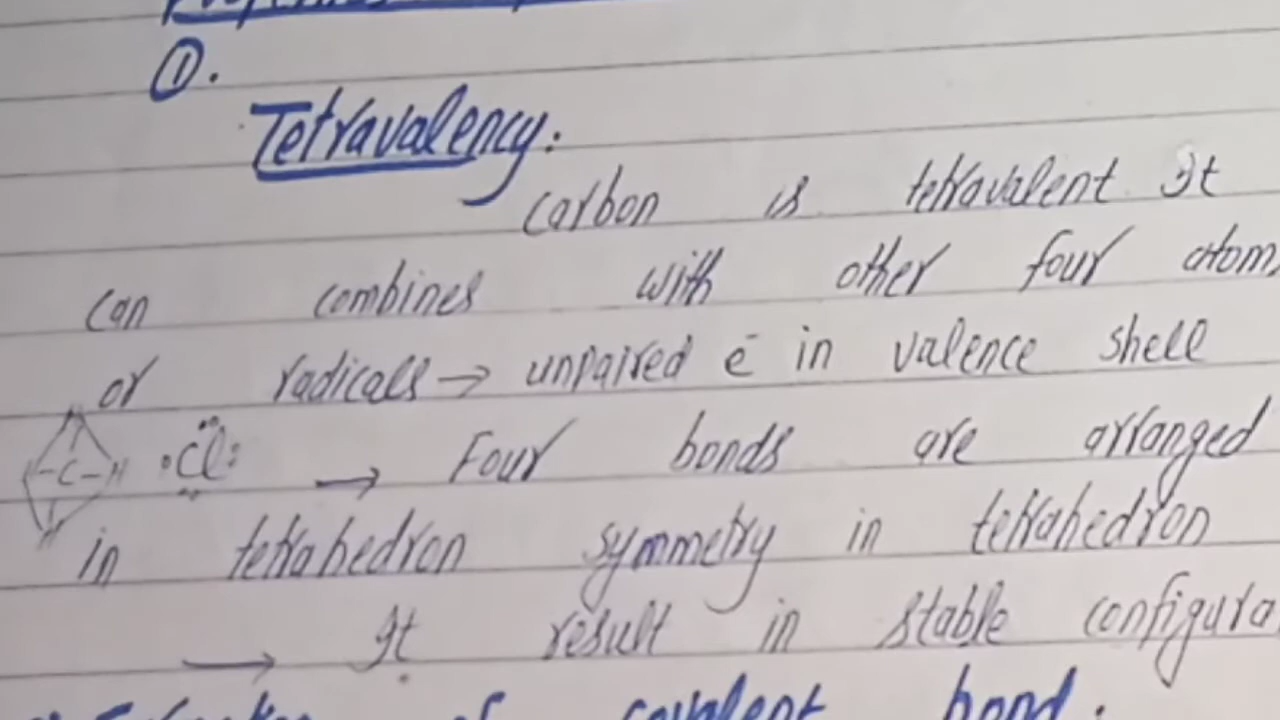 ①.
Tetravalency:
carbon is tetravalent It
can combines with other four atom
or radicals → unpaired e⁻ in valence shell
-C-H ·Cl: → Four bonds are arranged
in tetrahedron symmetry in tetrahedron
→ It result in stable configura
of covalent bond.